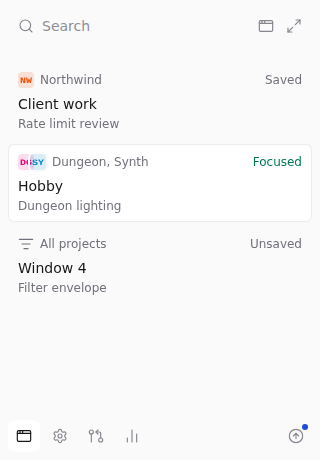 Search
NW Northwind Saved
Client work
Rate limit review
SY Dungeon, Synth Focused
Hobby
Dungeon lighting
All projects Unsaved
Window 4
Filter envelope